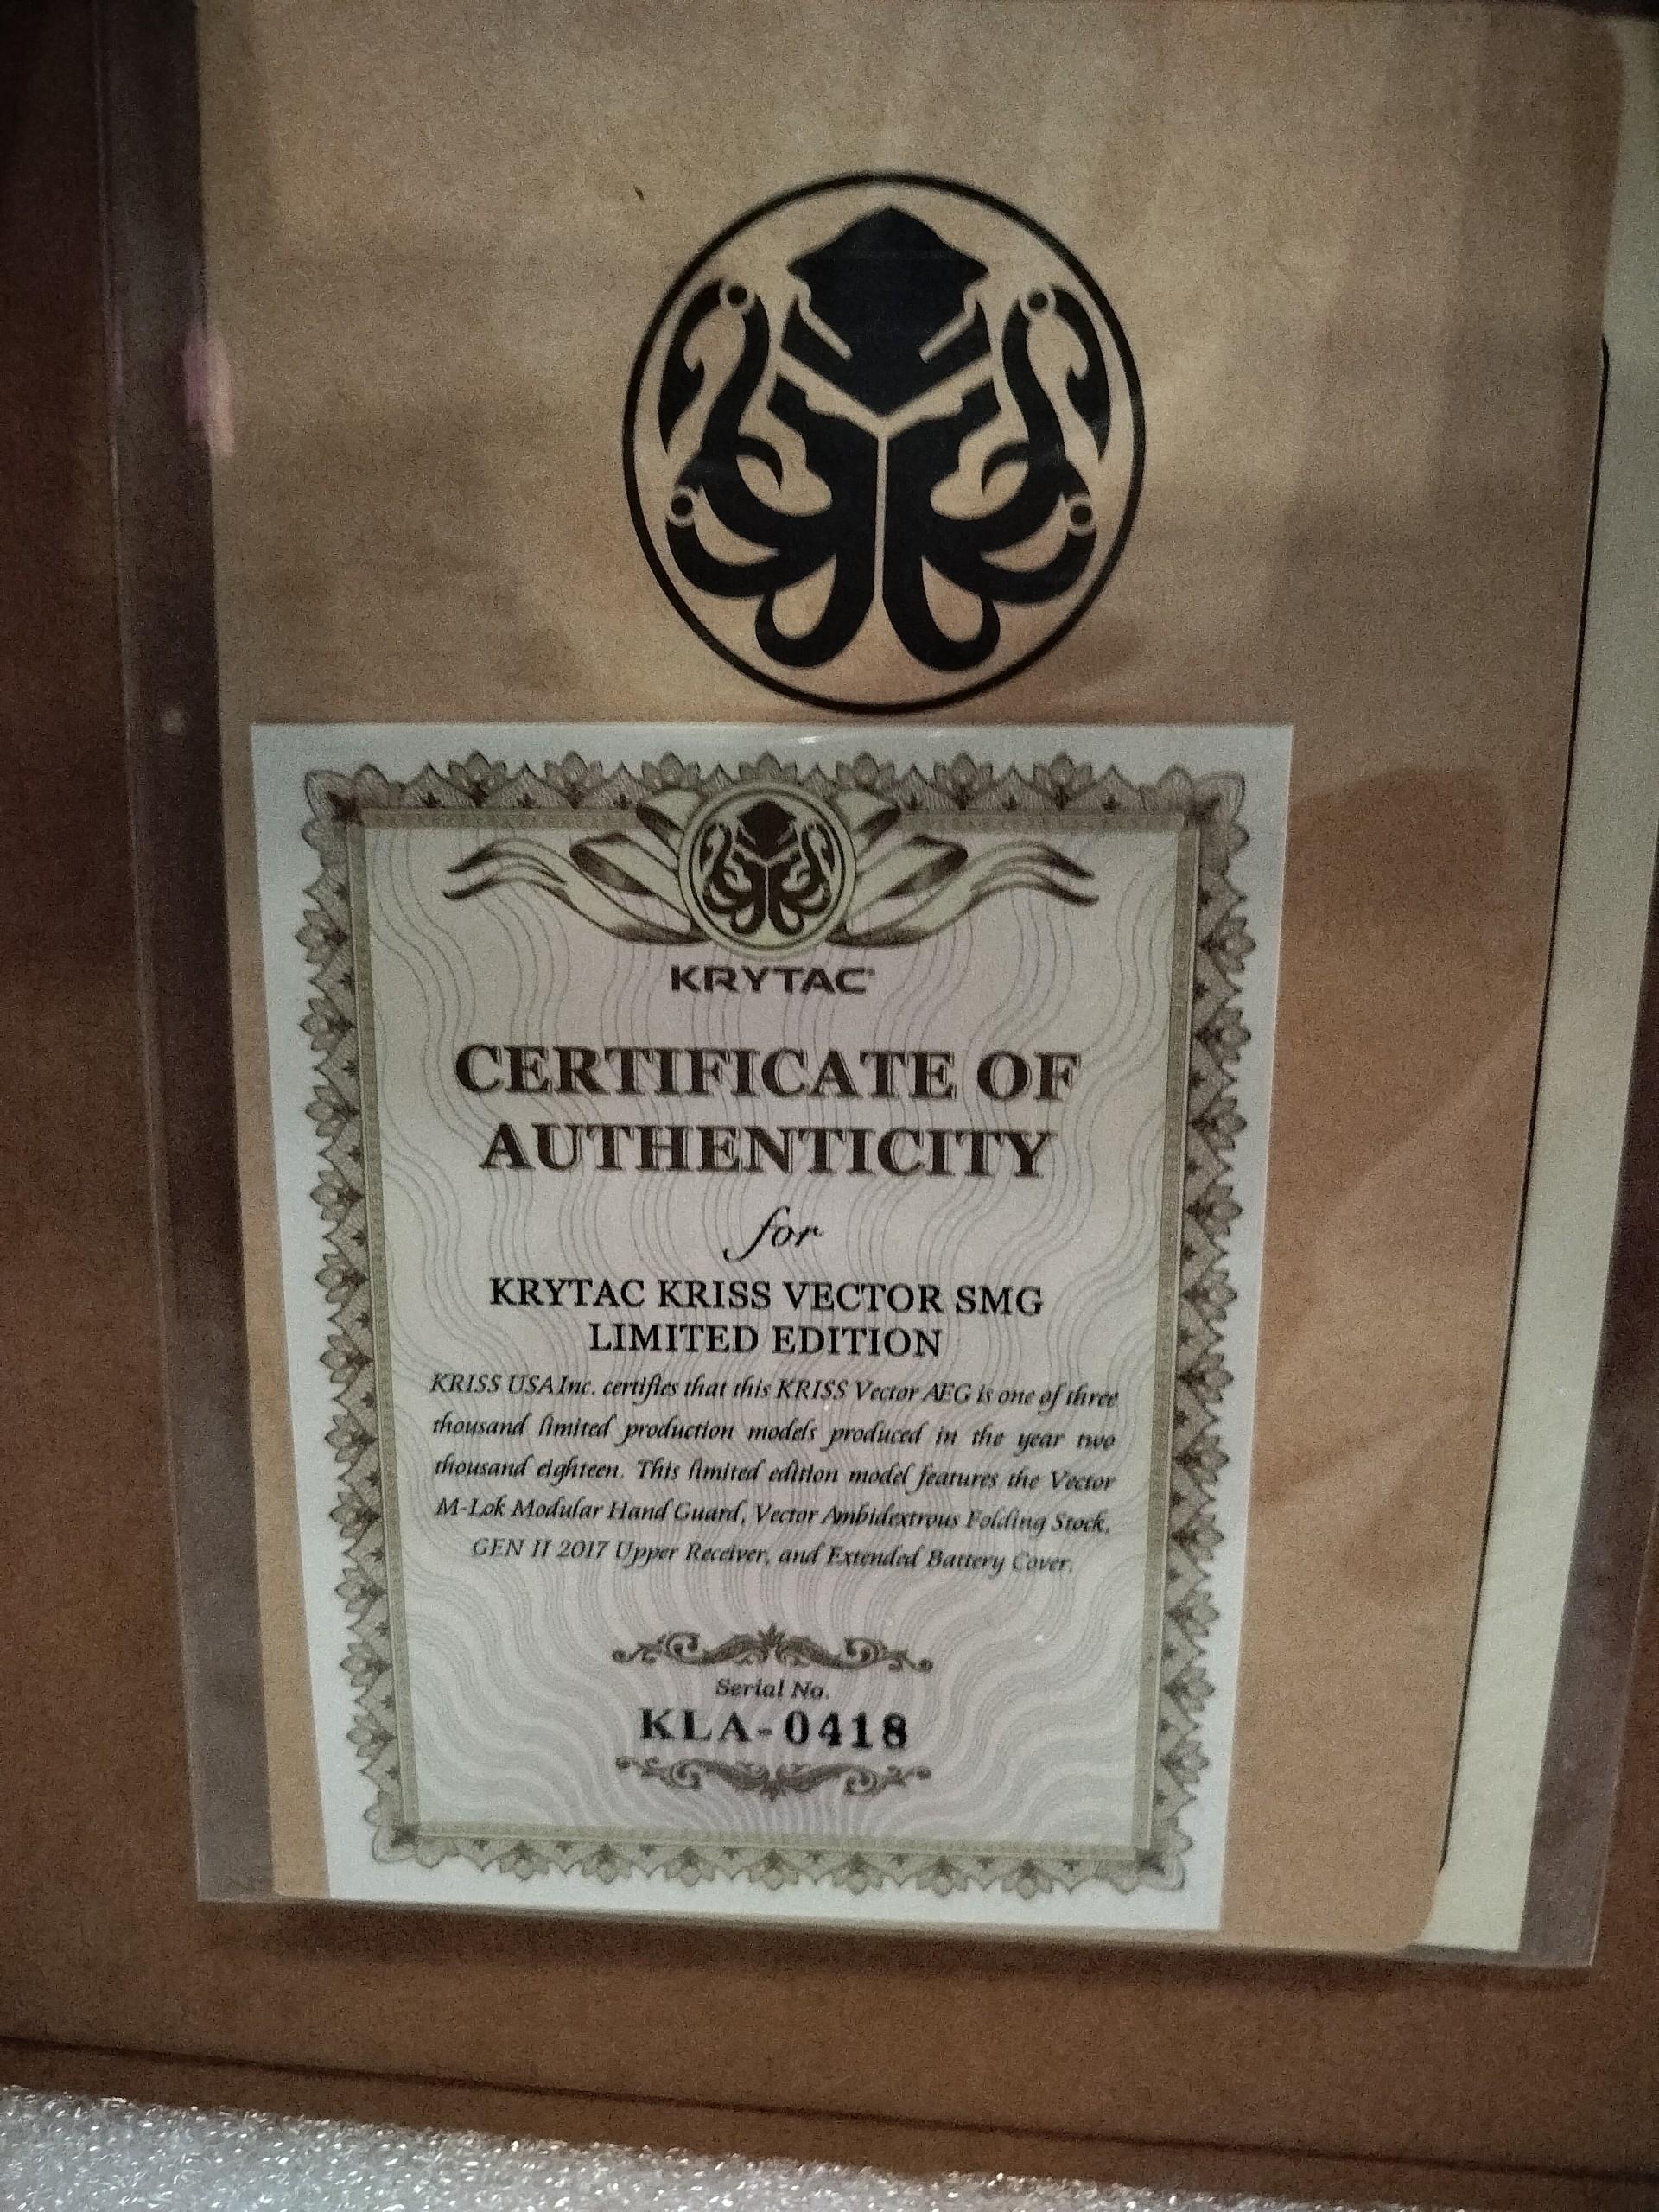 KRYTAC
CERTIFICATE OF
AUTHENTICITY
for
KRYTAC KRISS VECTOR SMG
LIMITED EDITION
KRISS USA Inc. certifies that this KRISS Vector AEG is one of three
thousand limited production models produced in the year two
thousand eighteen. This limited edition model features the Vector
M-Lok Modular Hand Guard, Vector Ambidextrous Folding Stock,
GEN II 2017 Upper Receiver, and Extended Battery Cover.
Serial No.
KLA-0418